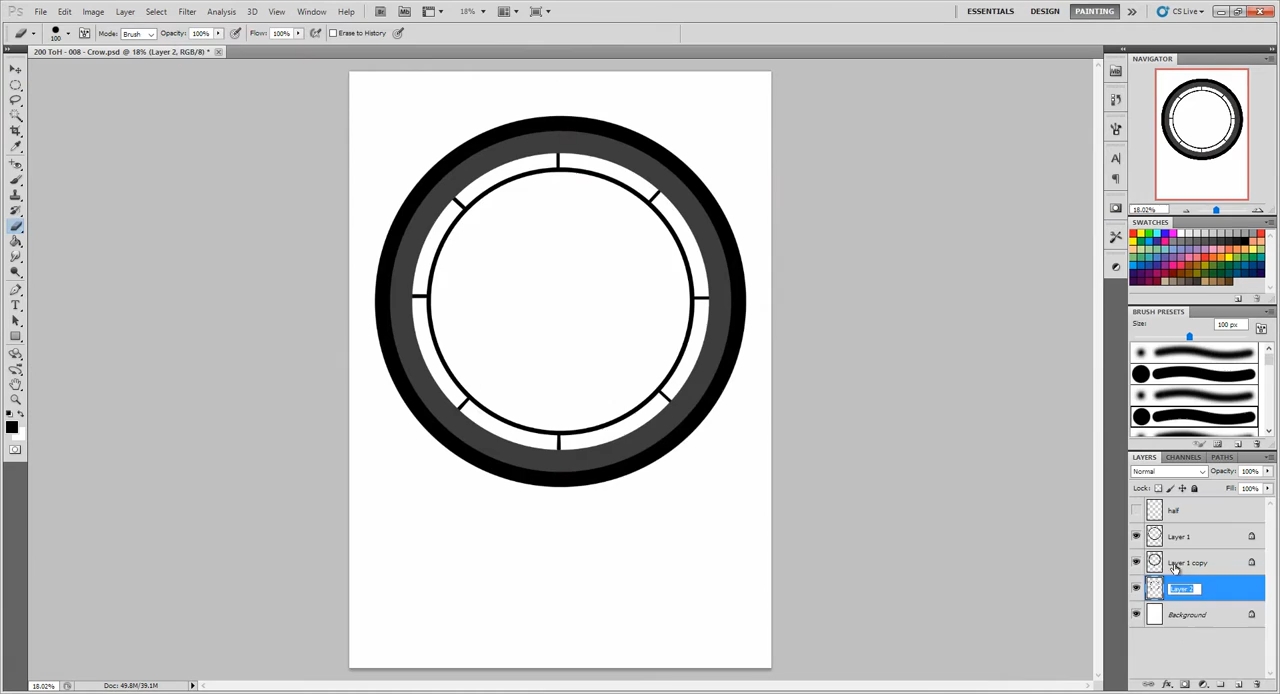 Ps File Edit Image Layer Select Filter Analysis 3D View Window Help Br Mb 18% ESSENTIALS DESIGN PAINTING CS Live
100 Mode: Brush Opacity: 100% Flow: 100% Erase to History
200 ToH - 008 - Crow.psd @ 18% (Layer 2, RGB/8) *
NAVIGATOR
18.02%
SWATCHES
BRUSH PRESETS
Size: 100 px
LAYERS CHANNELS PATHS
Normal Opacity: 100%
Lock: Fill: 100%
half
Layer 1
Layer 1 copy
Layer 2
Background
18.02% Doc: 49.8M/39.1M